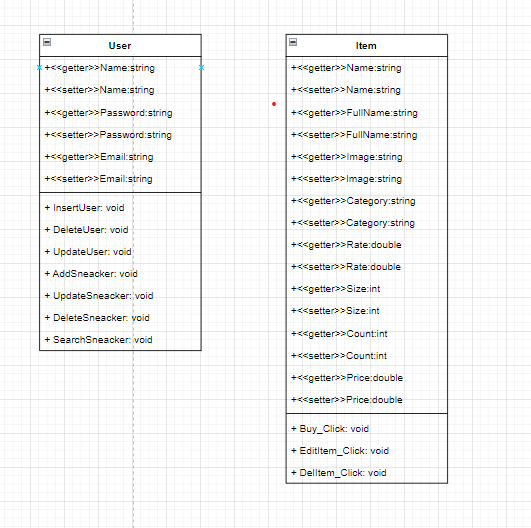 User
+<<getter>>Name:string
+<<setter>>Name:string
+<<getter>>Password:string
+<<setter>>Password:string
+<<getter>>Email:string
+<<setter>>Email:string
+ InsertUser: void
+ DeleteUser: void
+ UpdateUser: void
+ AddSneacker: void
+ UpdateSneacker: void
+ DeleteSneacker: void
+ SearchSneacker: void
Item
+<<getter>>Name:string
+<<setter>>Name:string
+<<getter>>FullName:string
+<<setter>>FullName:string
+<<getter>>Image:string
+<<setter>>Image:string
+<<getter>>Category:string
+<<setter>>Category:string
+<<getter>>Rate:double
+<<setter>>Rate:double
+<<getter>>Size:int
+<<setter>>Size:int
+<<getter>>Count:int
+<<setter>>Count:int
+<<getter>>Price:double
+<<setter>>Price:double
+ Buy_Click: void
+ EditItem_Click: void
+ DelItem_Click: void